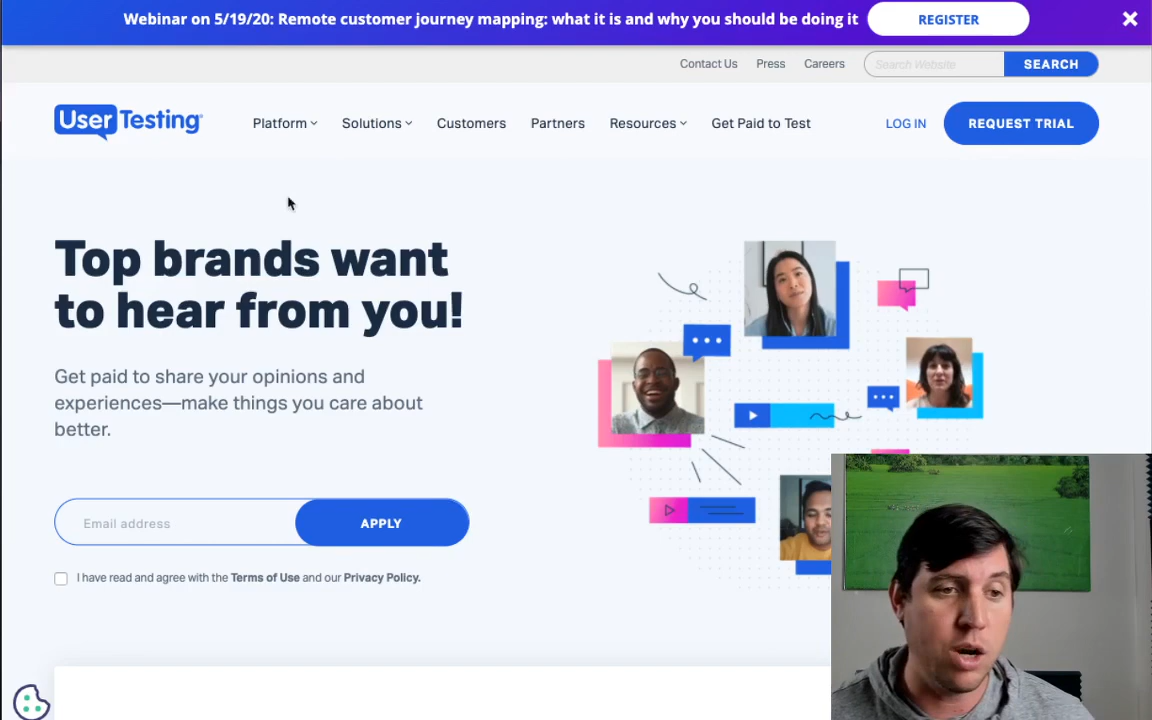 Webinar on 5/19/20: Remote customer journey mapping: what it is and why you should be doing it REGISTER
Contact Us Press Careers Search Website SEARCH
UserTesting Platform Solutions Customers Partners Resources Get Paid to Test LOG IN REQUEST TRIAL
Top brands want
to hear from you!
Get paid to share your opinions and
experiences—make things you care about
better.
Email address APPLY
I have read and agree with the Terms of Use and our Privacy Policy.